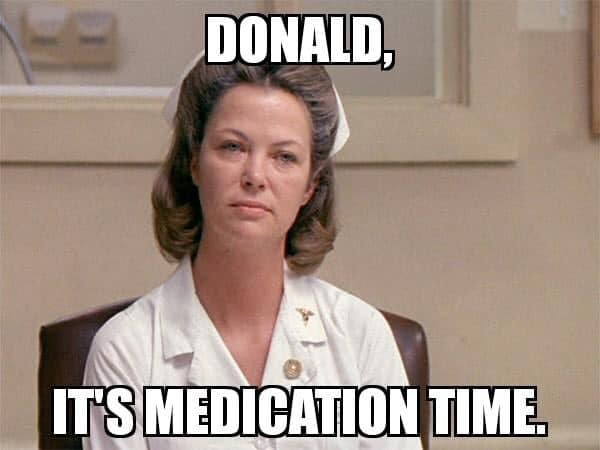 DONALD,
IT'S MEDICATION TIME.